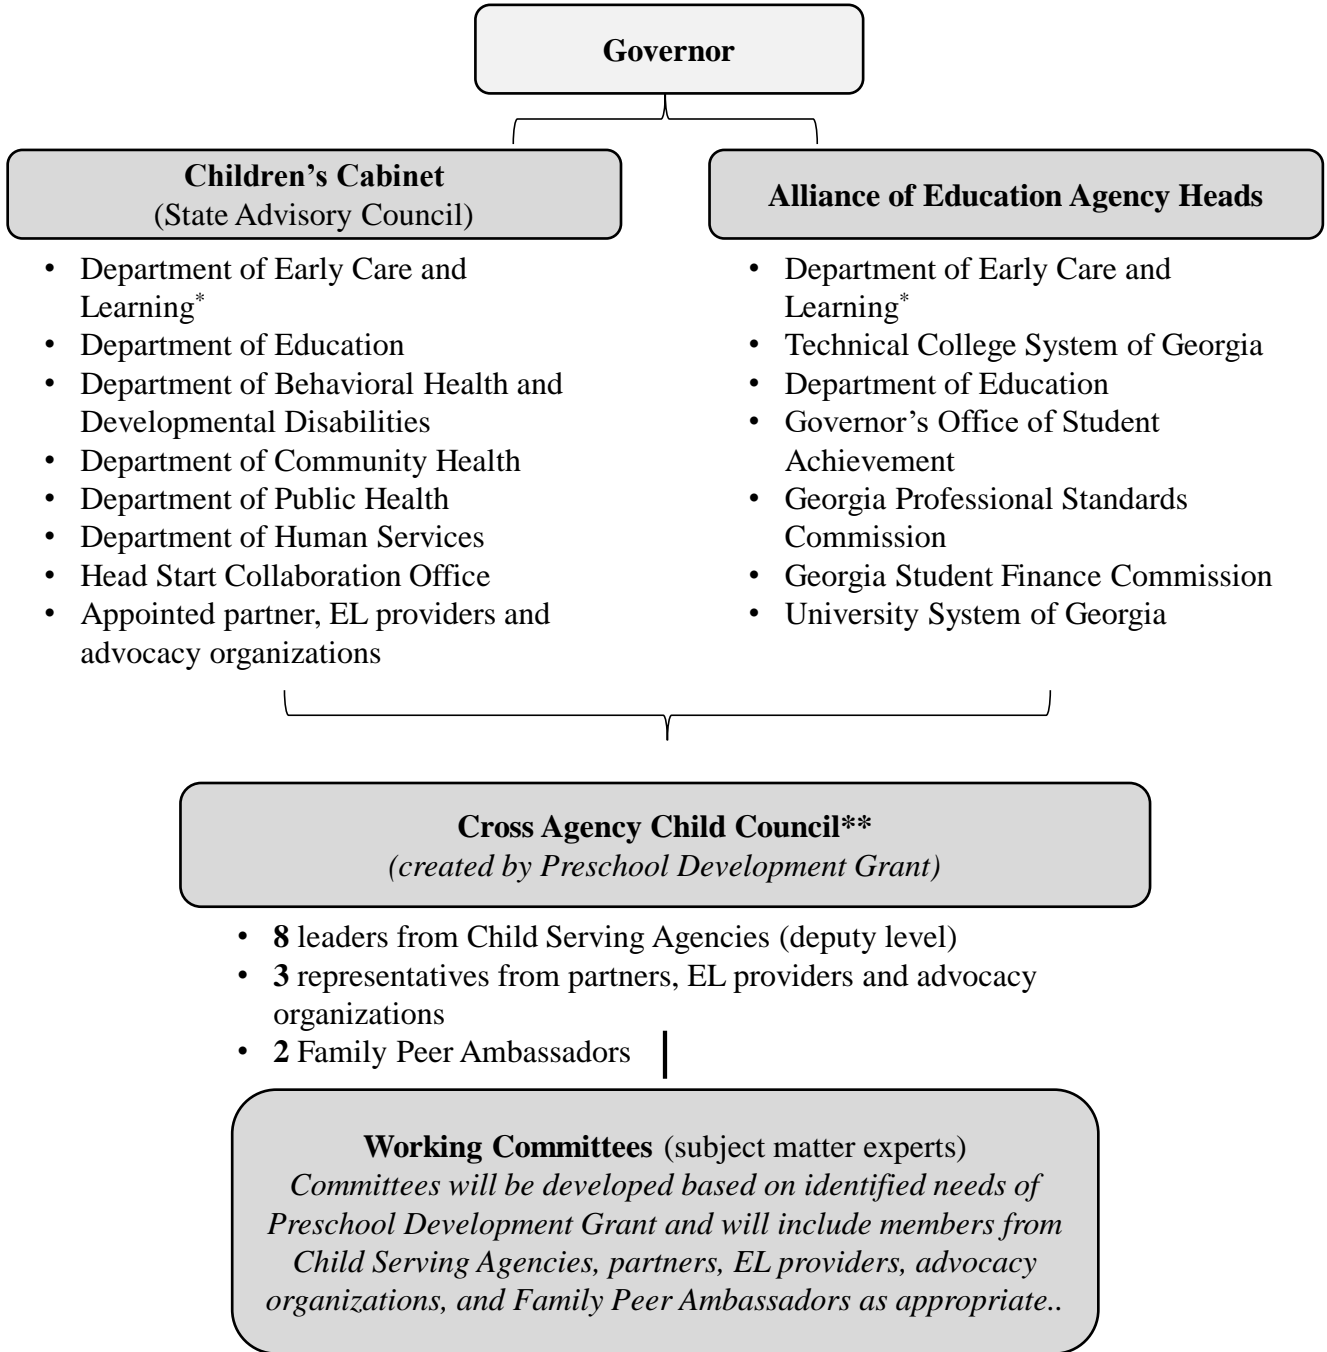 Governor
Children’s Cabinet
(State Advisory Council)
• Department of Early Care and
Learning*
• Department of Education
• Department of Behavioral Health and
Developmental Disabilities
• Department of Community Health
• Department of Public Health
• Department of Human Services
• Head Start Collaboration Office
• Appointed partner, EL providers and
advocacy organizations
Alliance of Education Agency Heads
• Department of Early Care and
Learning*
• Technical College System of Georgia
• Department of Education
• Governor’s Office of Student
Achievement
• Georgia Professional Standards
Commission
• Georgia Student Finance Commission
• University System of Georgia
Cross Agency Child Council**
(created by Preschool Development Grant)
• 8 leaders from Child Serving Agencies (deputy level)
• 3 representatives from partners, EL providers and advocacy
organizations
• 2 Family Peer Ambassadors
Working Committees (subject matter experts)
Committees will be developed based on identified needs of
Preschool Development Grant and will include members from
Child Serving Agencies, partners, EL providers, advocacy
organizations, and Family Peer Ambassadors as appropriate..